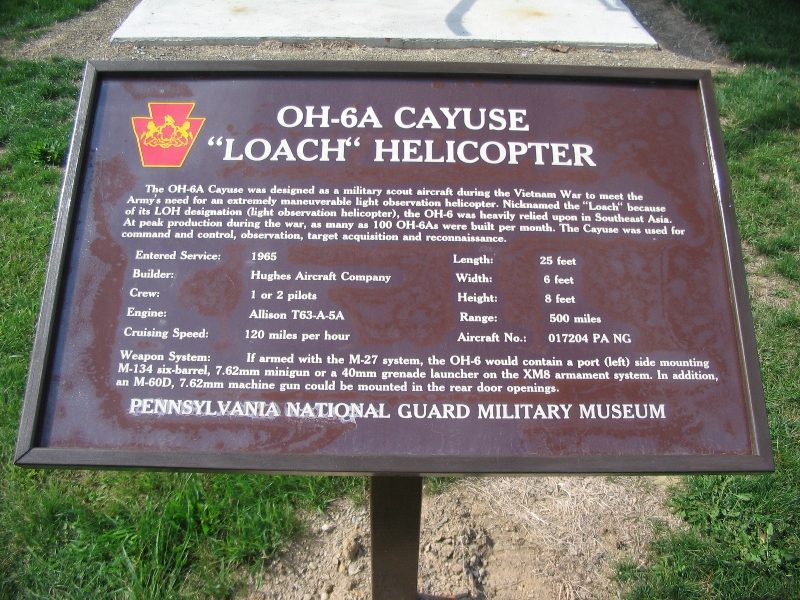 OH-6A CAYUSE
"LOACH" HELICOPTER
The OH-6A Cayuse was designed as a military scout aircraft during the Vietnam War to meet the
Army's need for an extremely maneuverable light observation helicopter. Nicknamed the "Loach" because
of its LOH designation (light observation helicopter), the OH-6 was heavily relied upon in Southeast Asia.
At peak production during the war, as many as 100 OH-6As were built per month. The Cayuse was used for
command and control, observation, target acquisition and reconnaissance.
Entered Service: 1965 Length: 25 feet
Builder: Hughes Aircraft Company Width: 6 feet
Crew: 1 or 2 pilots Height: 8 feet
Engine: Allison T63-A-5A Range: 500 miles
Cruising Speed: 120 miles per hour Aircraft No.: 017204 PA NG
Weapon System: If armed with the M-27 system, the OH-6 would contain a port (left) side mounting
M-134 six-barrel, 7.62mm minigun or a 40mm grenade launcher on the XM8 armament system. In addition,
an M-60D, 7.62mm machine gun could be mounted in the rear door openings.
PENNSYLVANIA NATIONAL GUARD MILITARY MUSEUM